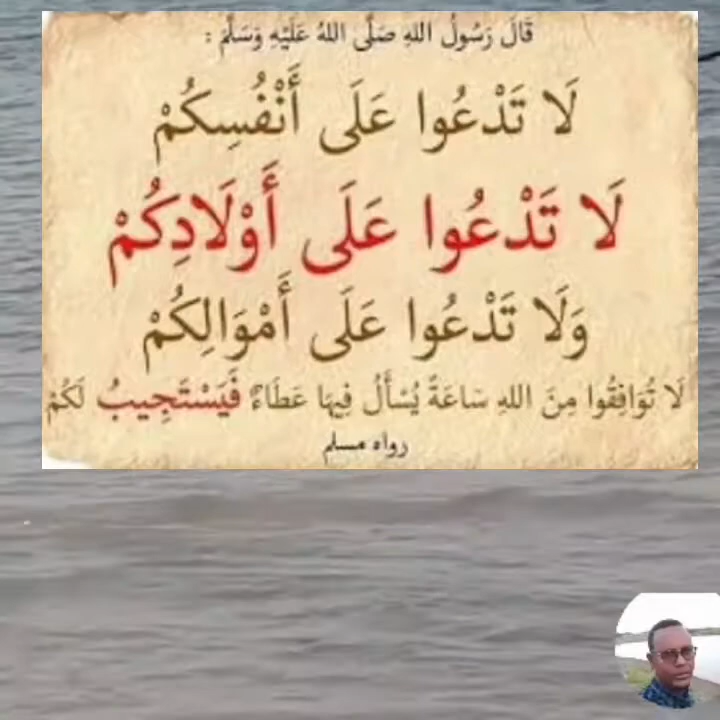 قَالَ رَسُولُ اللهِ صَلَّى اللهُ عَلَيْهِ وَسَلَّمَ :
لَا تَدْعُوا عَلَى أَنْفُسِكُمْ
لَا تَدْعُوا عَلَى أَوْلَادِكُمْ
وَلَا تَدْعُوا عَلَى أَمْوَالِكُمْ
لَا تُوَافِقُوا مِنَ اللهِ سَاعَةً يُسْأَلُ فِيهَا عَطَاءٌ فَيَسْتَجِيبُ لَكُمْ
رواه مسلم